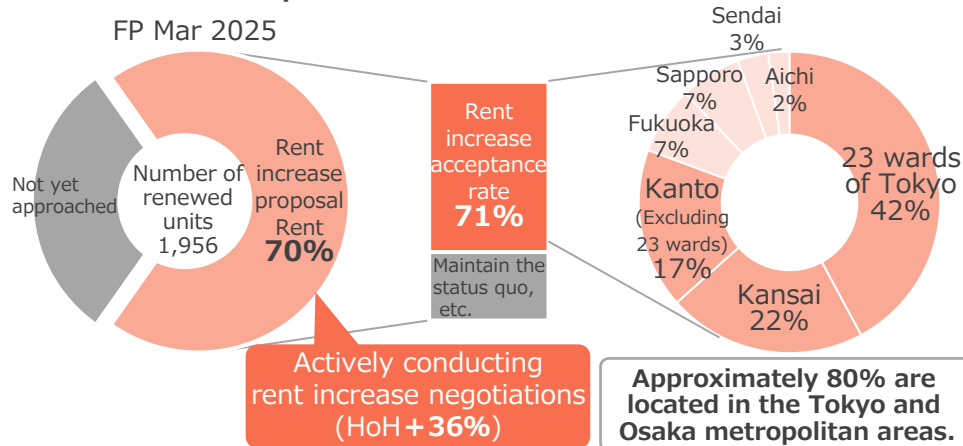 FP Mar 2025
Not yet
approached
Number of
renewed
units
1,956
Rent
increase
proposal
Rent
70%
Rent
increase
acceptance
rate
71%
Maintain the
status quo,
etc.
Actively conducting
rent increase negotiations
(HoH+36%)
Sendai
3%
Sapporo
7%
Aichi
2%
Fukuoka
7%
Kanto
(Excluding
23 wards)
17%
23 wards
of Tokyo
42%
Kansai
22%
Approximately 80% are
located in the Tokyo and
Osaka metropolitan areas.